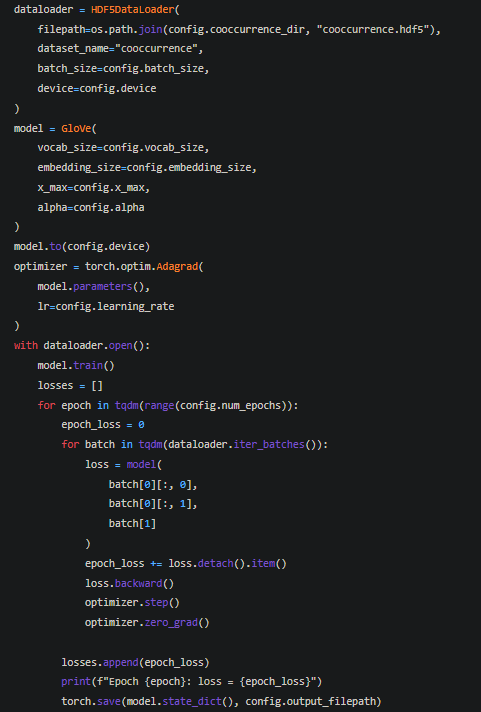 dataloader = HDF5DataLoader(
    filepath=os.path.join(config.cooccurrence_dir, "cooccurrence.hdf5"),
    dataset_name="cooccurrence",
    batch_size=config.batch_size,
    device=config.device
)
model = GloVe(
    vocab_size=config.vocab_size,
    embedding_size=config.embedding_size,
    x_max=config.x_max,
    alpha=config.alpha
)
model.to(config.device)
optimizer = torch.optim.Adagrad(
    model.parameters(),
    lr=config.learning_rate
)
with dataloader.open():
    model.train()
    losses = []
    for epoch in tqdm(range(config.num_epochs)):
        epoch_loss = 0
        for batch in tqdm(dataloader.iter_batches()):
            loss = model(
                batch[0][:, 0],
                batch[0][:, 1],
                batch[1]
            )
            epoch_loss += loss.detach().item()
            loss.backward()
            optimizer.step()
            optimizer.zero_grad()

        losses.append(epoch_loss)
        print(f"Epoch {epoch}: loss = {epoch_loss}")
        torch.save(model.state_dict(), config.output_filepath)